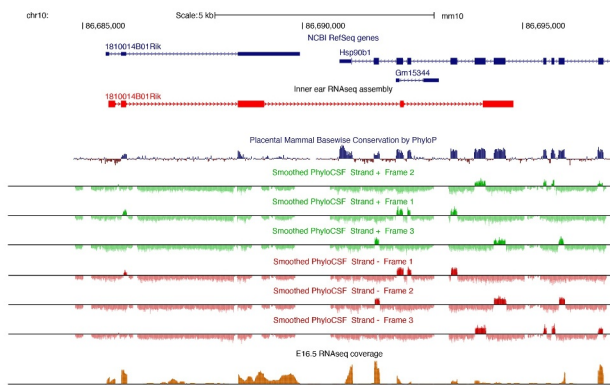 chr10: | 86,685,000 Scale: 5 kb | 86,690,000 mm10 | 86,695,000
NCBI RefSeq genes
1810014B01Rik
Hsp90b1
Gm15344
Inner ear RNAseq assembly
1810014B01Rik
Placental Mammal Basewise Conservation by PhyloP
Smoothed PhyloCSF Strand + Frame 2
Smoothed PhyloCSF Strand + Frame 1
Smoothed PhyloCSF Strand + Frame 3
Smoothed PhyloCSF Strand - Frame 1
Smoothed PhyloCSF Strand - Frame 2
Smoothed PhyloCSF Strand - Frame 3
E16.5 RNAseq coverage